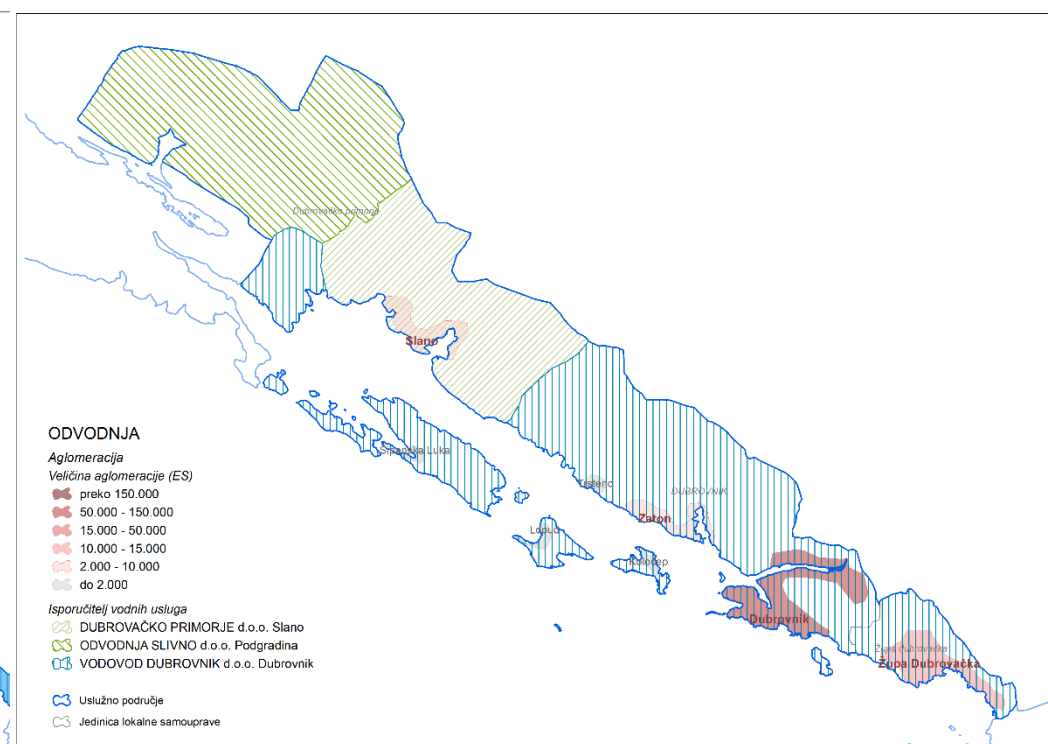 Dubrovačko primorje
Slano
Šipanska Luka
Trsteno
DUBROVNIK
Zaton
Lopud
Koločep
Dubrovnik
Župa dubrovačka
Župa Dubrovačka
ODVODNJA
Aglomeracija
Veličina aglomeracije (ES)
preko 150.000
50.000 - 150.000
15.000 - 50.000
10.000 - 15.000
2.000 - 10.000
do 2.000
Isporučitelj vodnih usluga
DUBROVAČKO PRIMORJE d.o.o. Slano
ODVODNJA SLIVNO d.o.o. Podgradina
VODOVOD DUBROVNIK d.o.o. Dubrovnik
Uslužno područje
Jedinica lokalne samouprave